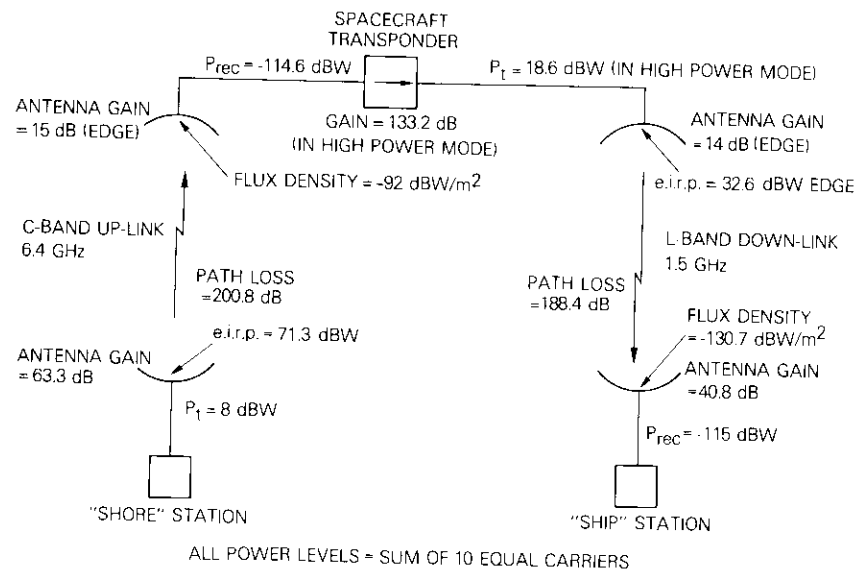 SPACECRAFT
TRANSPONDER
Prec = -114.6 dBW
Pt = 18.6 dBW (IN HIGH POWER MODE)
ANTENNA GAIN
= 15 dB (EDGE)
GAIN = 133.2 dB
(IN HIGH POWER MODE)
ANTENNA GAIN
= 14 dB (EDGE)
FLUX DENSITY = -92 dBW/m²
e.i.r.p. = 32.6 dBW EDGE
C-BAND UP-LINK
6.4 GHz
L-BAND DOWN-LINK
1.5 GHz
PATH LOSS
=200.8 dB
PATH LOSS
=188.4 dB
e.i.r.p. = 71.3 dBW
FLUX DENSITY
= -130.7 dBW/m²
ANTENNA GAIN
= 63.3 dB
ANTENNA GAIN
=40.8 dB
Pt = 8 dBW
Prec = -115 dBW
"SHORE" STATION
"SHIP" STATION
ALL POWER LEVELS = SUM OF 10 EQUAL CARRIERS